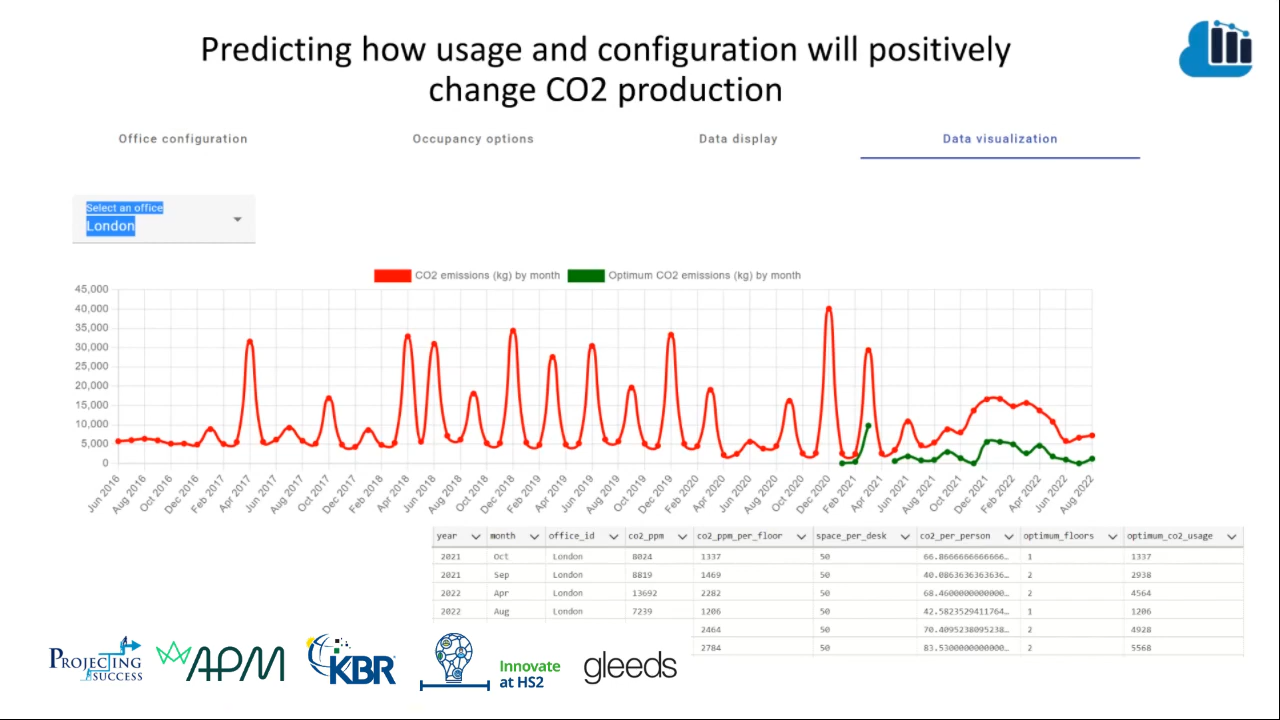 Predicting how usage and configuration will positively
change CO2 production
Office configuration
Occupancy options
Data display
Data visualization
Select an office
London
CO2 emissions (kg) by month
Optimum CO2 emissions (kg) by month
45,000
40,000
35,000
30,000
25,000
20,000
15,000
10,000
5,000
0
Jun 2016
Aug 2016
Oct 2016
Dec 2016
Feb 2017
Apr 2017
Jun 2017
Aug 2017
Oct 2017
Dec 2017
Feb 2018
Apr 2018
Jun 2018
Aug 2018
Oct 2018
Dec 2018
Feb 2019
Apr 2019
Jun 2019
Aug 2019
Oct 2019
Dec 2019
Feb 2020
Apr 2020
Jun 2020
Aug 2020
Oct 2020
Dec 2020
Feb 2021
Apr 2021
Jun 2021
Aug 2021
Oct 2021
Dec 2021
Feb 2022
Apr 2022
Jun 2022
Aug 2022
year month office_id co2_ppm co2_ppm_per_floor space_per_desk co2_per_person optimum_floors optimum_co2_usage
2021 Oct London 8024 1337 50 66.8666666666666… 1 1337
2021 Sep London 8819 1469 50 40.0863636363636… 2 2938
2022 Apr London 13692 2282 50 68.4600000000000… 2 4564
2022 Aug London 7239 1206 50 42.5823529411764… 1 1206
2464 50 70.4095238095238… 2 4928
2784 50 83.5300000000000… 2 5568
PROJECTING
SUCCESS
APM
KBR
Innovate
at HS2
gleeds